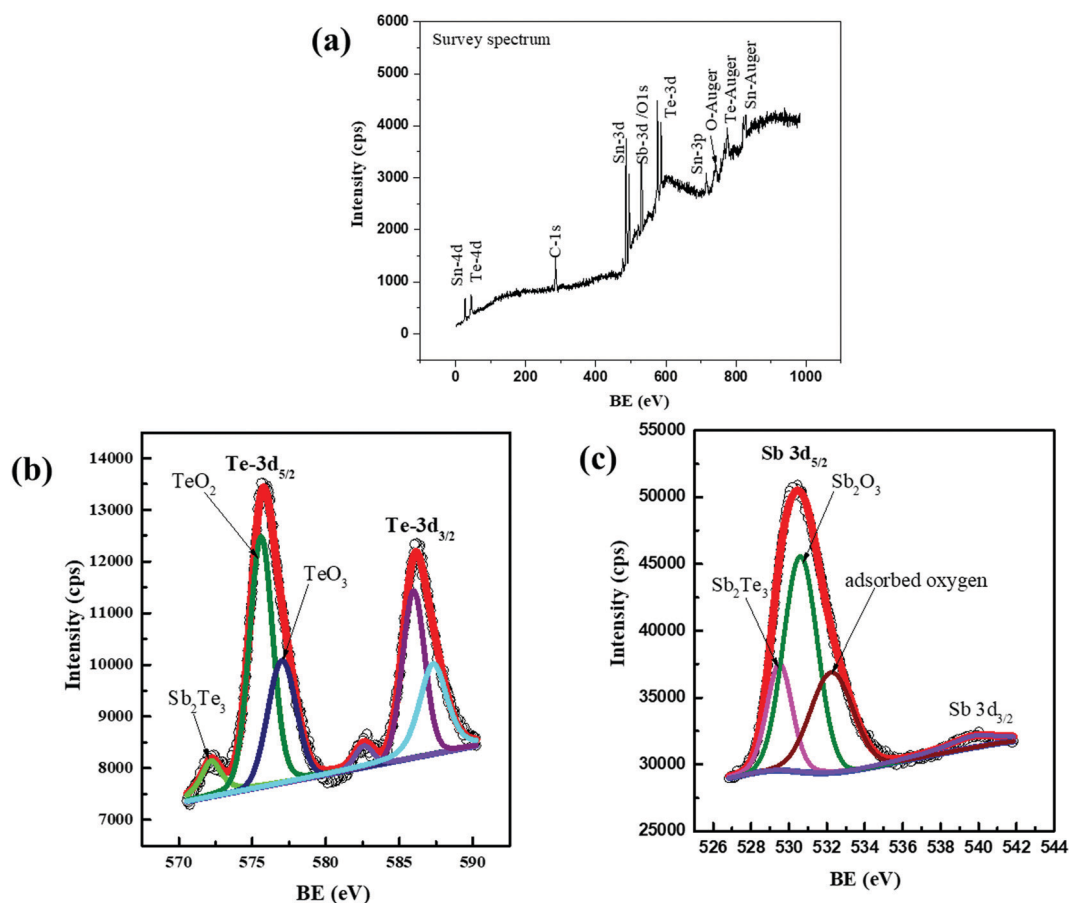 (a)
Survey spectrum
Intensity (cps)
6000
5000
4000
3000
2000
1000
0
Sn-4d
Te-4d
C-1s
Sn-3d
Sb-3d /O1s
Te-3d
Sn-3p
O-Auger
Te-Auger
Sn-Auger
0 200 400 600 800 1000
BE (eV)
(b)
Intensity (cps)
14000
13000
12000
11000
10000
9000
8000
7000
Te-3d5/2
TeO2
TeO3
Te-3d3/2
Sb2Te3
570 575 580 585 590
BE (eV)
(c)
Intensity (cps)
55000
50000
45000
40000
35000
30000
25000
Sb 3d5/2
Sb2O3
Sb2Te3
adsorbed oxygen
Sb 3d3/2
526 528 530 532 534 536 538 540 542 544
BE (eV)